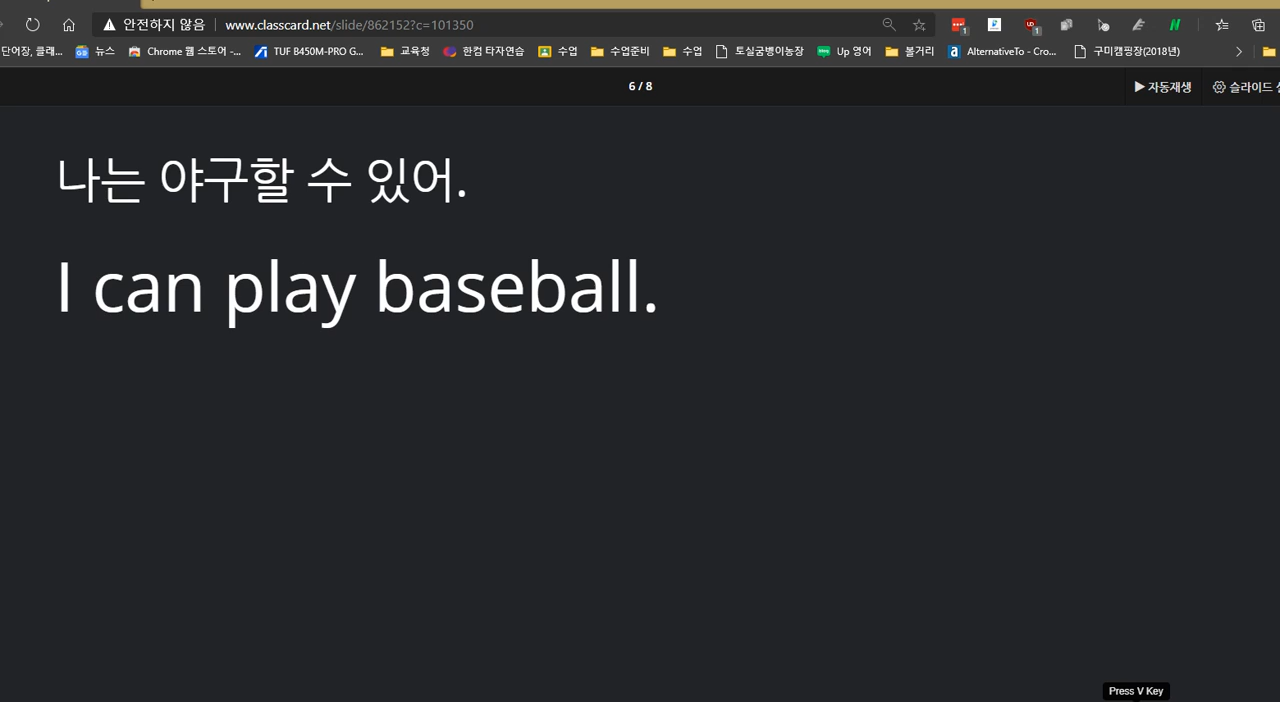 안전하지 않음 www.classcard.net/slide/862152?c=101350
단어장, 클래... 뉴스 Chrome 웹 스토어 -... TUF B450M-PRO G... 교육청 한컴 타자연습 수업 수업준비 수업 토실굼벵이농장 Up 영어 볼거리 AlternativeTo - Cro... 구미캠핑장(2018년)
6 / 8 ▶ 자동재생 슬라이드
나는 야구할 수 있어.
I can play baseball.
Press V Key